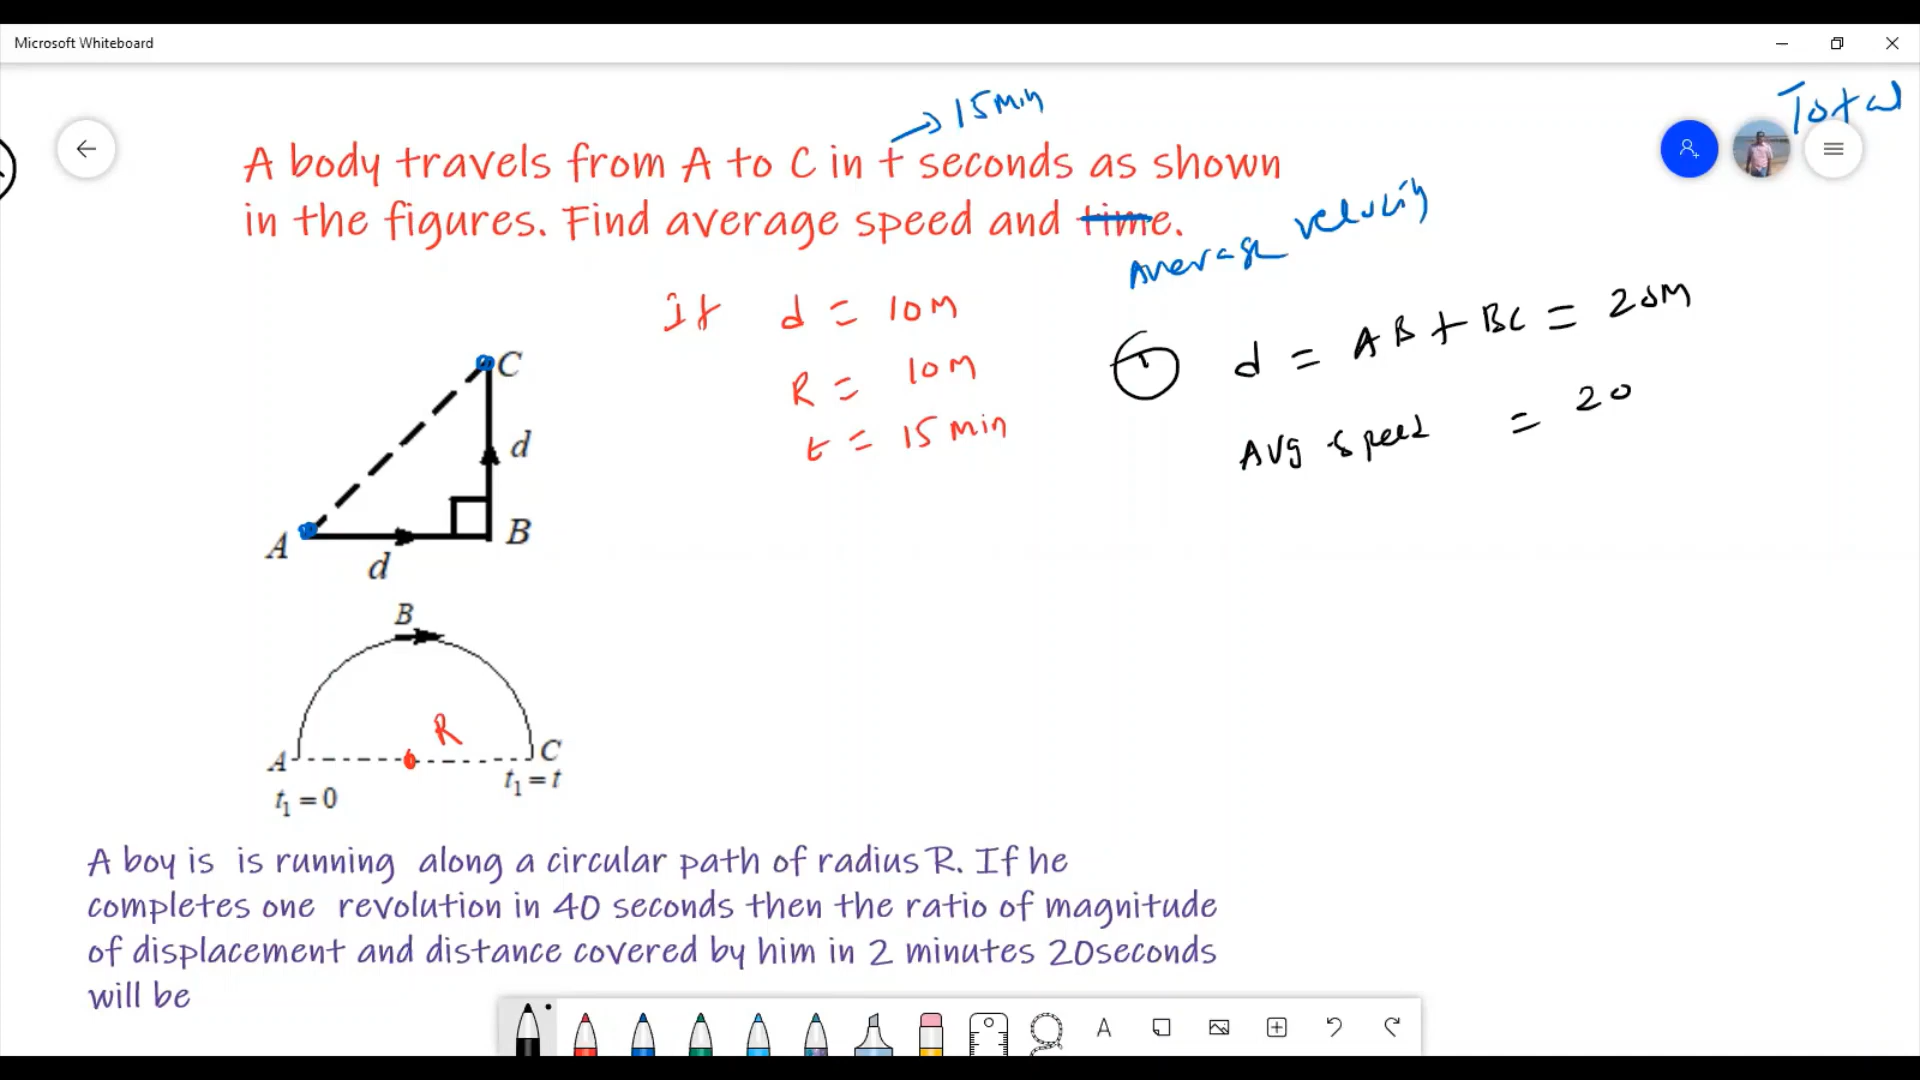 Microsoft Whiteboard
Total
→ 15 Min
A body travels from A to C in t seconds as shown
in the figures. Find average speed and time.
Average velocity
If d = 10M
R = 10M
t = 15 Min
1 d = AB + BC = 20M
Avg speed = 20
C
d
A
B
d
B
R
A
C
t₁ = 0
t₁ = t
A boy is is running along a circular path of radius R. If he
completes one revolution in 40 seconds then the ratio of magnitude
of displacement and distance covered by him in 2 minutes 20seconds
will be
A